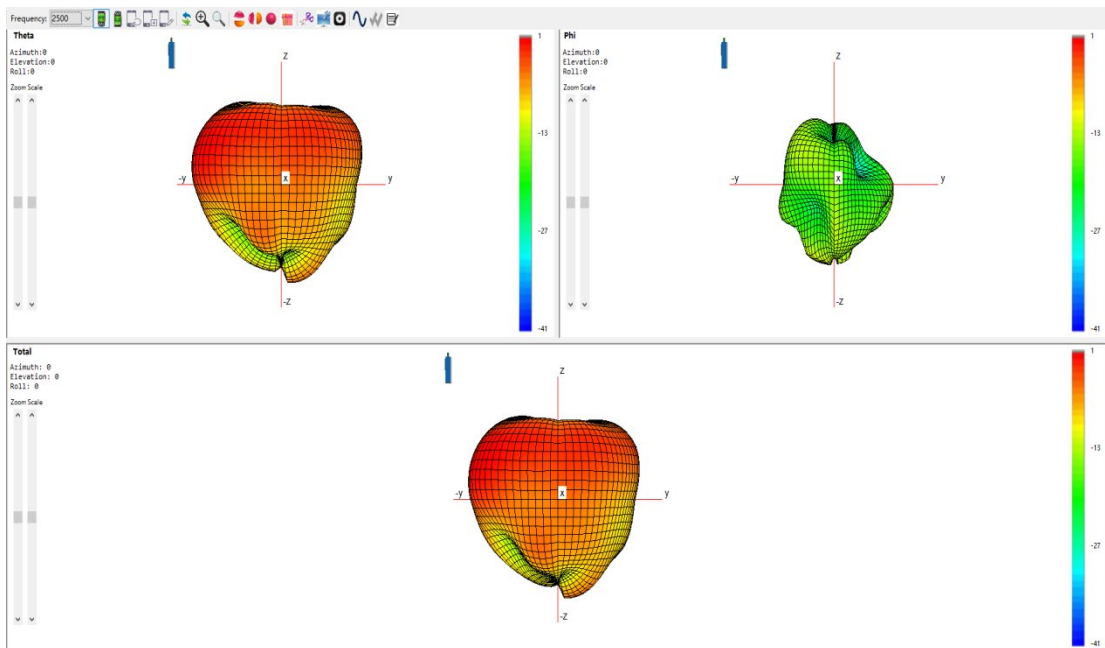 Frequency: 2500
Theta
Azimuth:0
Elevation:0
Roll:0
Zoom Scale
Z
-y
x
y
-Z
1
-13
-27
-41
Phi
Azimuth:0
Elevation:0
Roll:0
Zoom Scale
Z
-y
x
y
-Z
1
-13
-27
-41
Total
Azimuth: 0
Elevation: 0
Roll: 0
Zoom Scale
Z
-y
x
y
-Z
1
-13
-27
-41